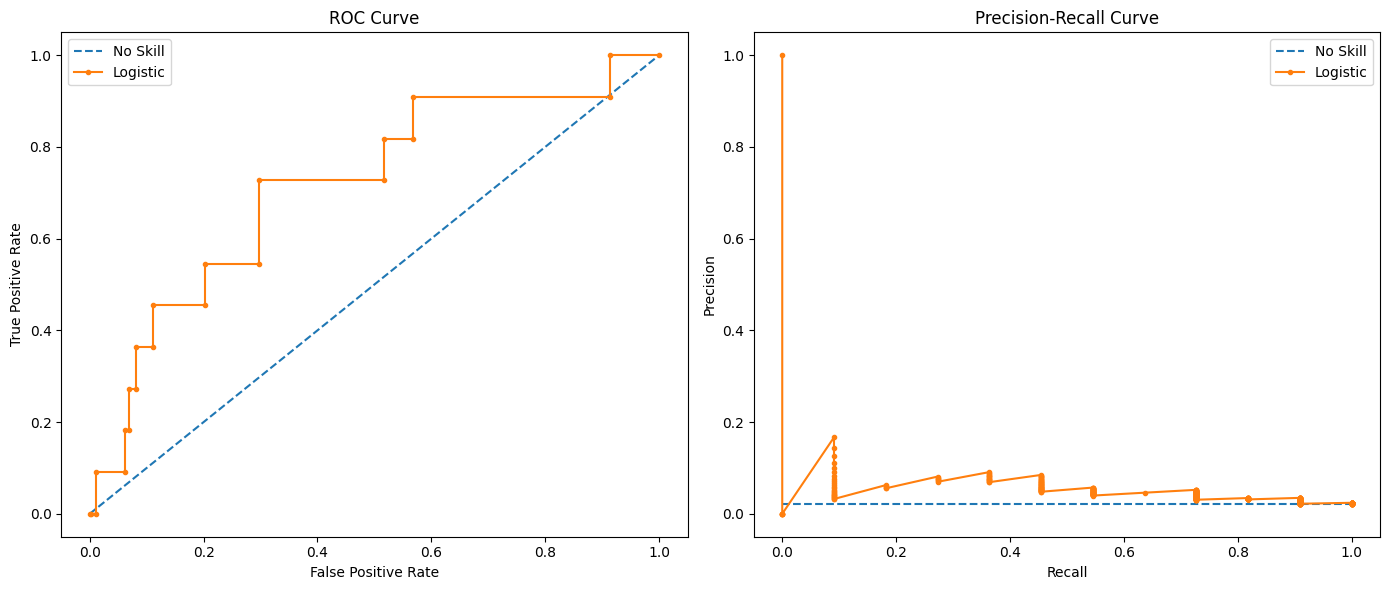 ROC Curve
No Skill
Logistic
1.0
0.8
0.6
0.4
0.2
0.0
True Positive Rate
0.0 0.2 0.4 0.6 0.8 1.0
False Positive Rate
Precision-Recall Curve
No Skill
Logistic
1.0
0.8
0.6
0.4
0.2
0.0
Precision
0.0 0.2 0.4 0.6 0.8 1.0
Recall